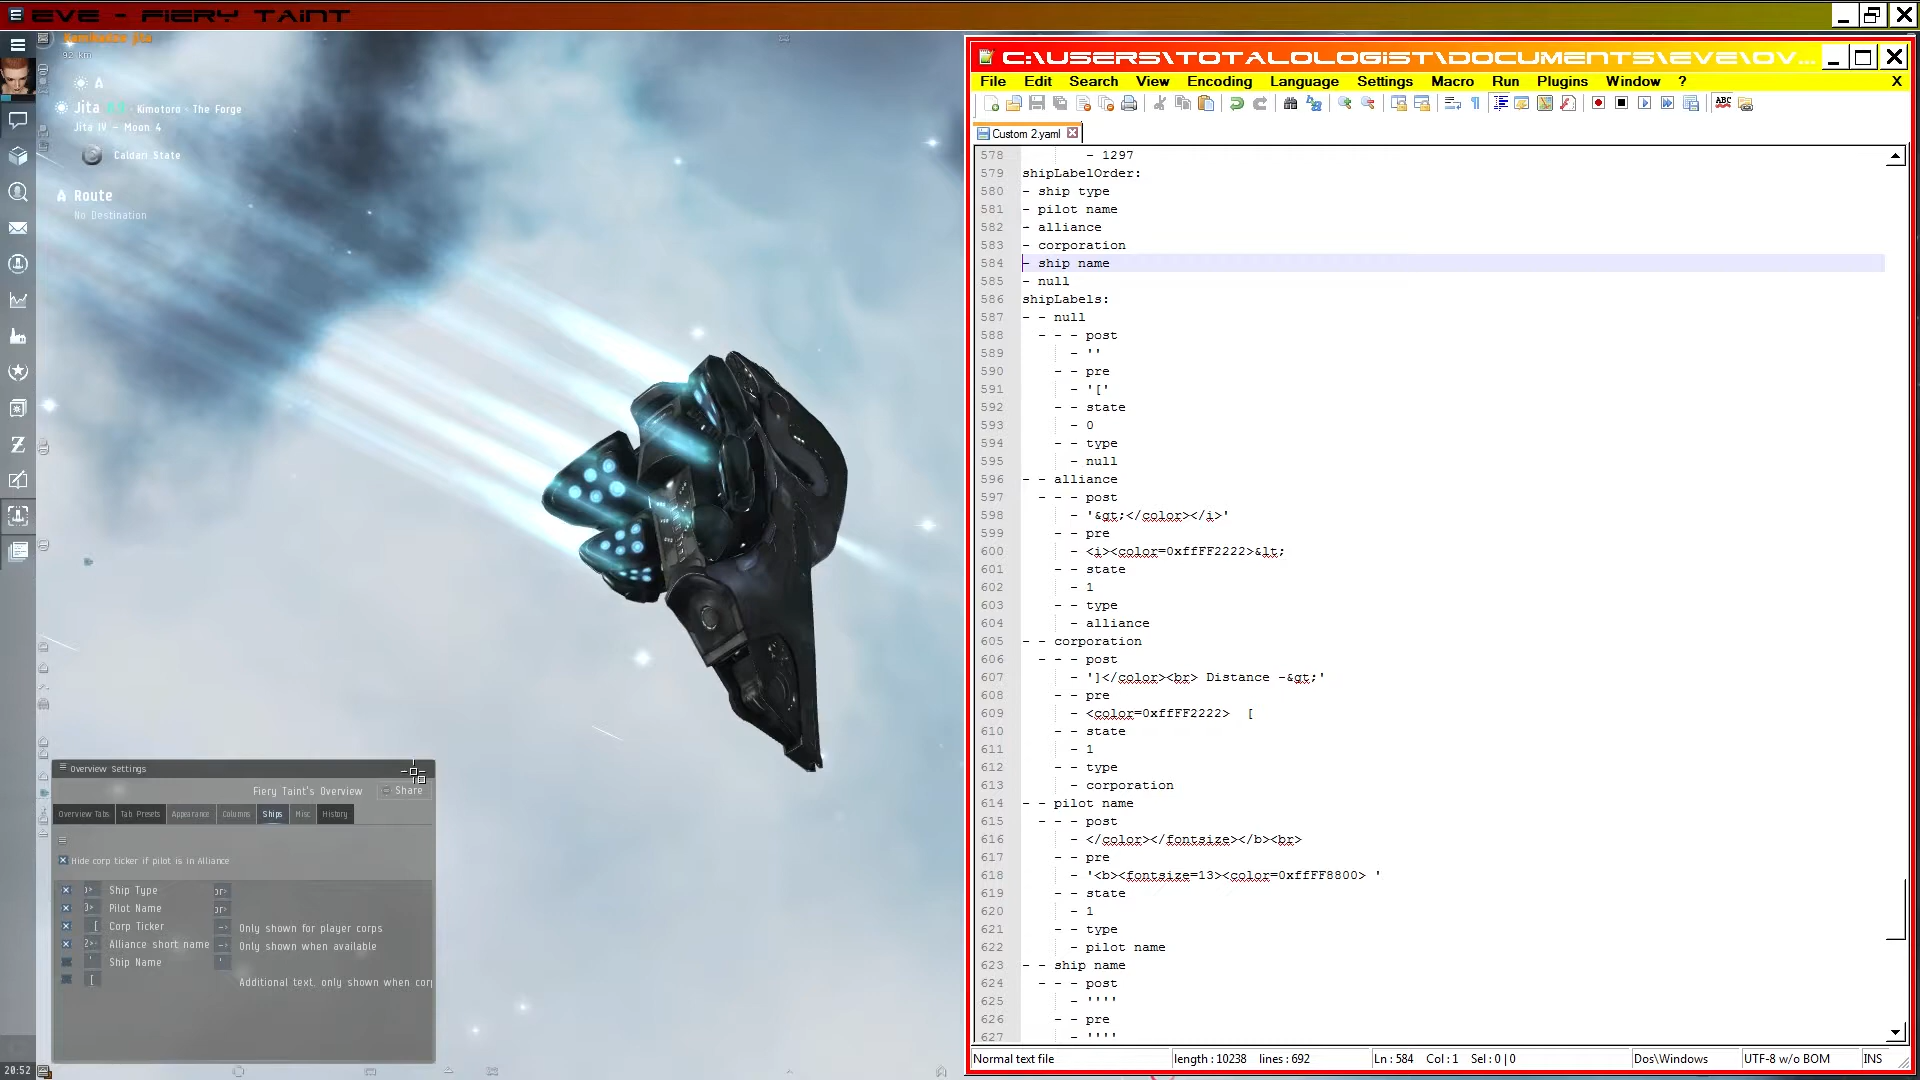 EVE - FIERY TAINT
92 km
Jita · Kimotoro · The Forge
Jita IV - Moon 4
Caldari State
Route
No Destination
Overview Settings
Fiery Taint's Overview
Share
Overview Tabs
Tab Presets
Appearance
Columns
Ships
Misc
History
Hide corp ticker if pilot is in Alliance
Ship Type
Pilot Name
[ Corp Ticker Only shown for player corps
Alliance short name Only shown when available
' Ship Name '
[ Additional text, only shown when cor
20:52
C:\USERS\TOTALOLOGIST\DOCUMENTS\EVE\OV...
File Edit Search View Encoding Language Settings Macro Run Plugins Window ? X
Custom 2.yaml
578 - 1297
579 shipLabelOrder:
580 - ship type
581 - pilot name
582 - alliance
583 - corporation
584 - ship name
585 - null
586 shipLabels:
587 - - null
588 - - - post
589 - ''
590 - - pre
591 - '['
592 - - state
593 - 0
594 - - type
595 - null
596 - - alliance
597 - - - post
598 - '&gt;</color></i>'
599 - - pre
600 - <i><color=0xffFF2222>&lt;
601 - - state
602 - 1
603 - - type
604 - alliance
605 - - corporation
606 - - - post
607 - ']</color><br> Distance -&gt;'
608 - - pre
609 - <color=0xffFF2222>  [
610 - - state
611 - 1
612 - - type
613 - corporation
614 - - pilot name
615 - - - post
616 - </color></fontsize></b><br>
617 - - pre
618 - '<b><fontsize=13><color=0xffFF8800> '
619 - - state
620 - 1
621 - - type
622 - pilot name
623 - - ship name
624 - - - post
625 - ''''
626 - - pre
627 - ''''
Normal text file
length : 10238 lines : 692
Ln : 584 Col : 1 Sel : 0 | 0
Dos\Windows
UTF-8 w/o BOM
INS